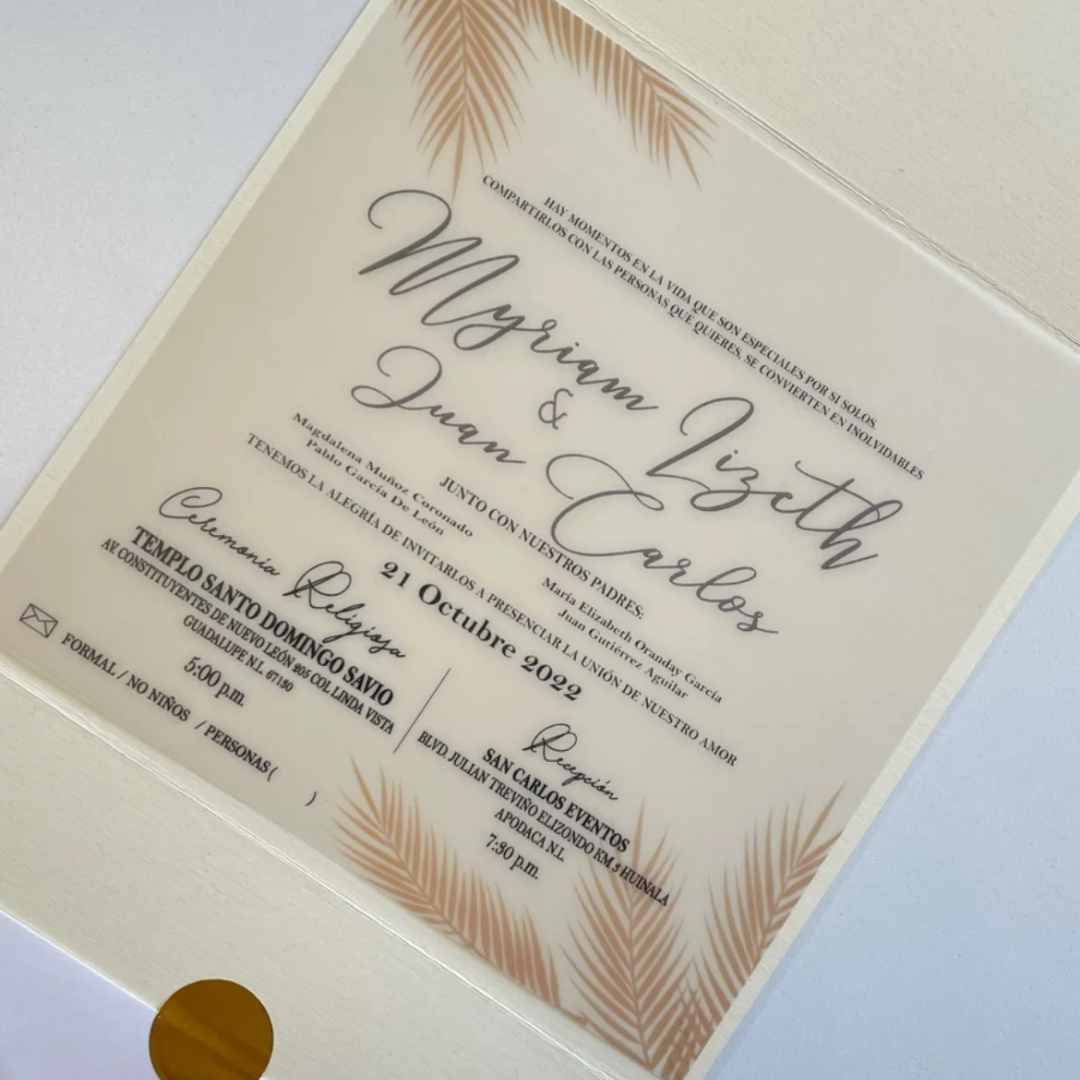 HAY MOMENTOS EN LA VIDA QUE SON ESPECIALES POR SI SOLOS.
COMPARTIRLOS CON LAS PERSONAS QUE QUIERES, SE CONVIERTEN EN INOLVIDABLES
Myriam Lizeth
&
Juan Carlos
JUNTO CON NUESTROS PADRES:
Magdalena Muñoz Coronado
Pablo García De León
María Elizabeth Oranday García
Juan Gutiérrez Aguilar
TENEMOS LA ALEGRÍA DE INVITARLOS A PRESENCIAR LA UNIÓN DE NUESTRO AMOR
21 Octubre 2022
Ceremonia Religiosa
TEMPLO SANTO DOMINGO SAVIO
AV. CONSTITUYENTES DE NUEVO LEÓN 205 COL LINDA VISTA
GUADALUPE N.L. 67130
5:00 p.m.
Recepción
SAN CARLOS EVENTOS
BLVD. JULIAN TREVIÑO ELIZONDO KM 3 HUINALA
APODACA N.L.
7:30 p.m.
FORMAL / NO NIÑOS / PERSONAS ( )